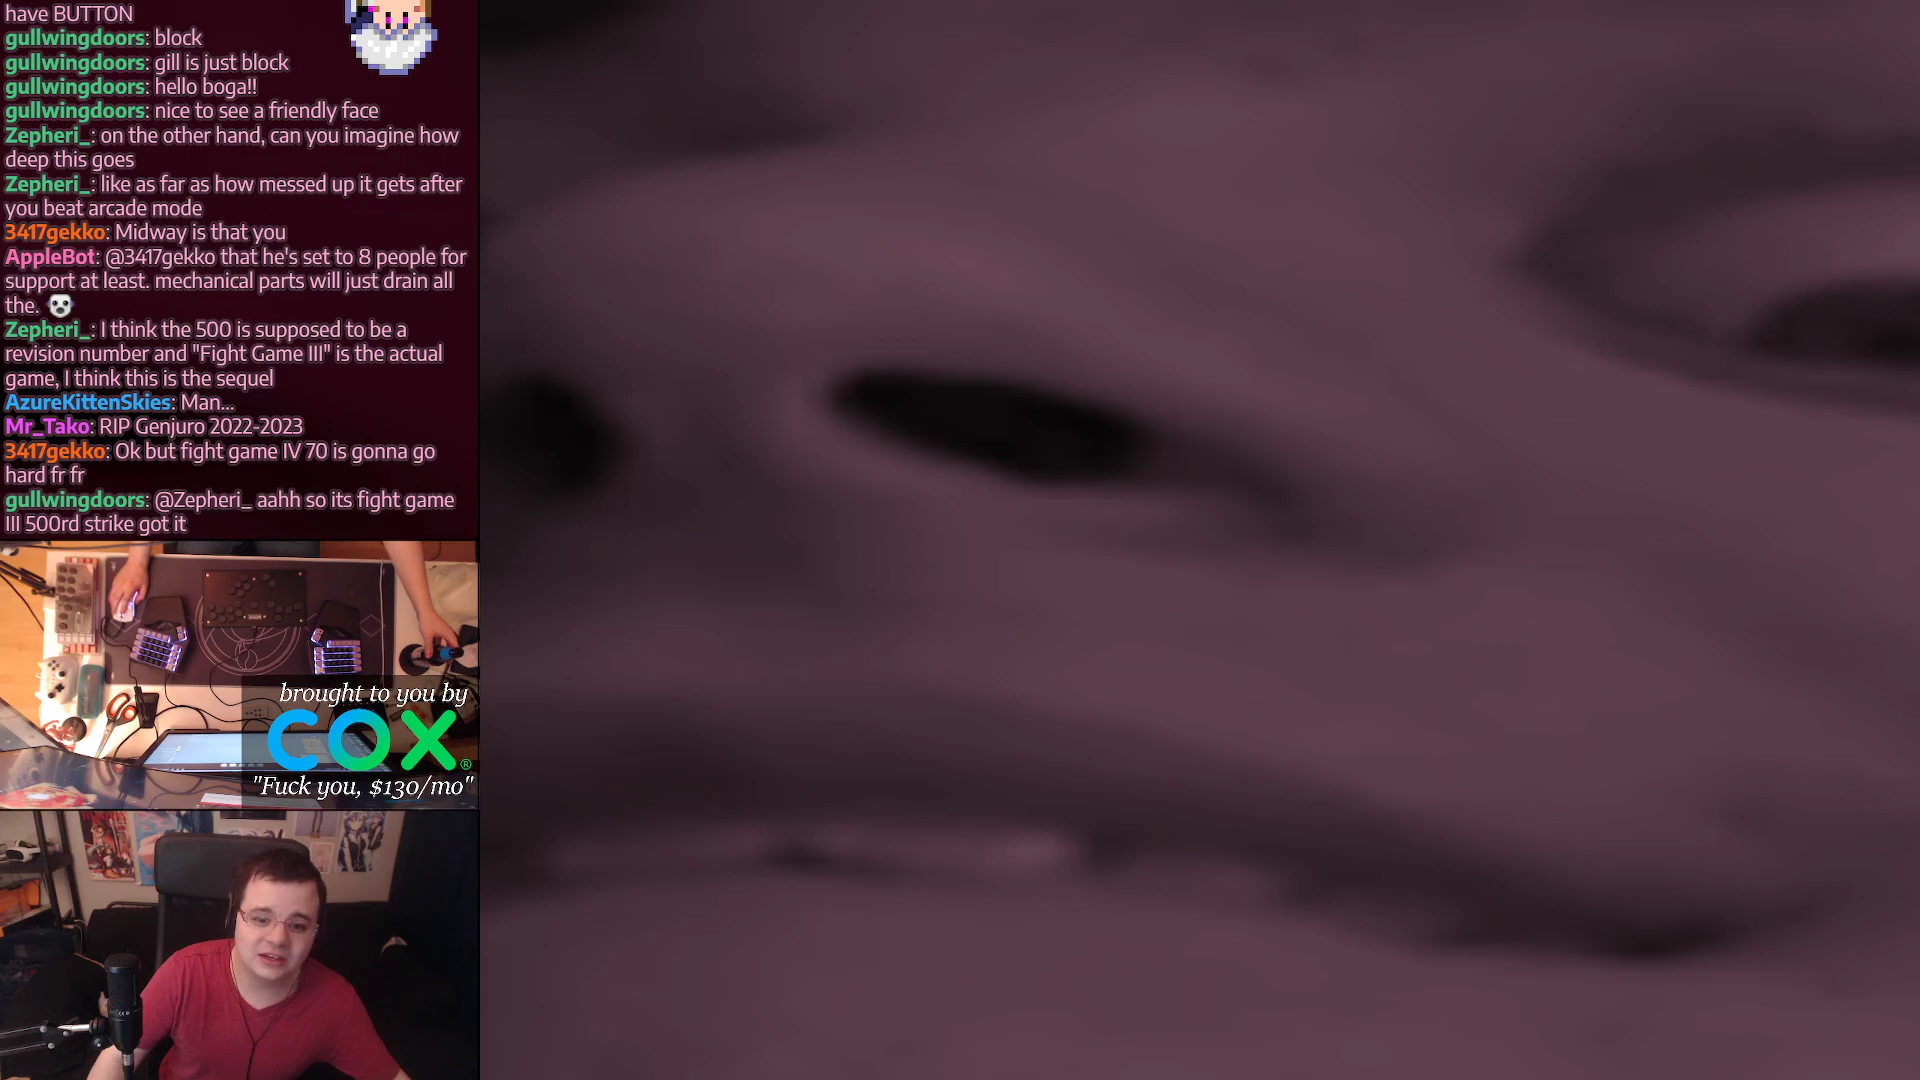 have BUTTON
gullwingdoors: block
gullwingdoors: gill is just block
gullwingdoors: hello boga!!
gullwingdoors: nice to see a friendly face
Zepheri_: on the other hand, can you imagine how
deep this goes
Zepheri_: like as far as how messed up it gets after
you beat arcade mode
3417gekko: Midway is that you
AppleBot: @3417gekko that he's set to 8 people for
support at least. mechanical parts will just drain all
the.
Zepheri_: I think the 500 is supposed to be a
revision number and "Fight Game III" is the actual
game, I think this is the sequel
AzureKittenSkies: Man...
Mr_Tako: RIP Genjuro 2022-2023
3417gekko: Ok but fight game IV 70 is gonna go
hard fr fr
gullwingdoors: @Zepheri_ aahh so its fight game
III 500rd strike got it
brought to you by
COX®
"Fuck you, $130/mo"